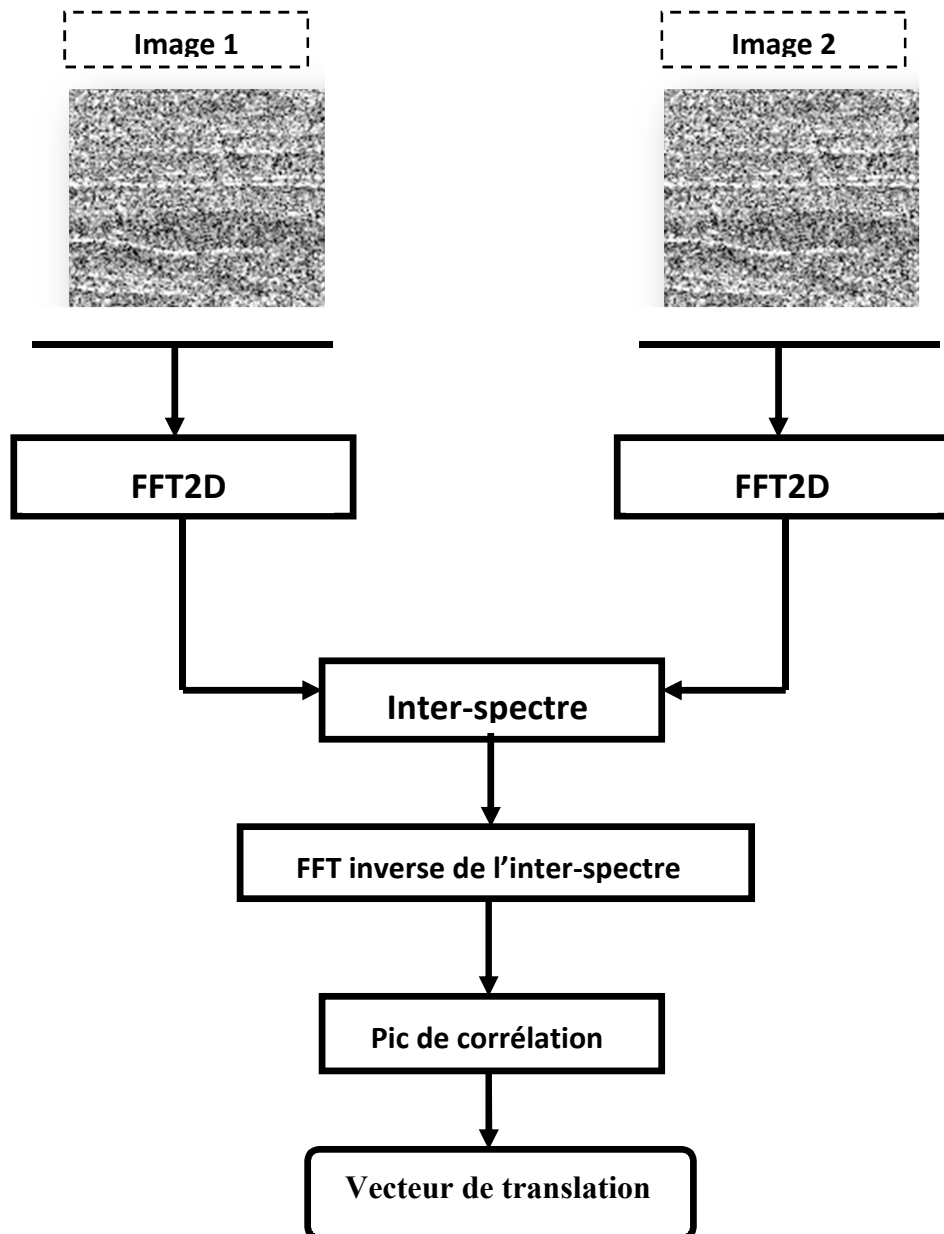 Image 1
Image 2
FFT2D
FFT2D
Inter-spectre
FFT inverse de l’inter-spectre
Pic de corrélation
Vecteur de translation